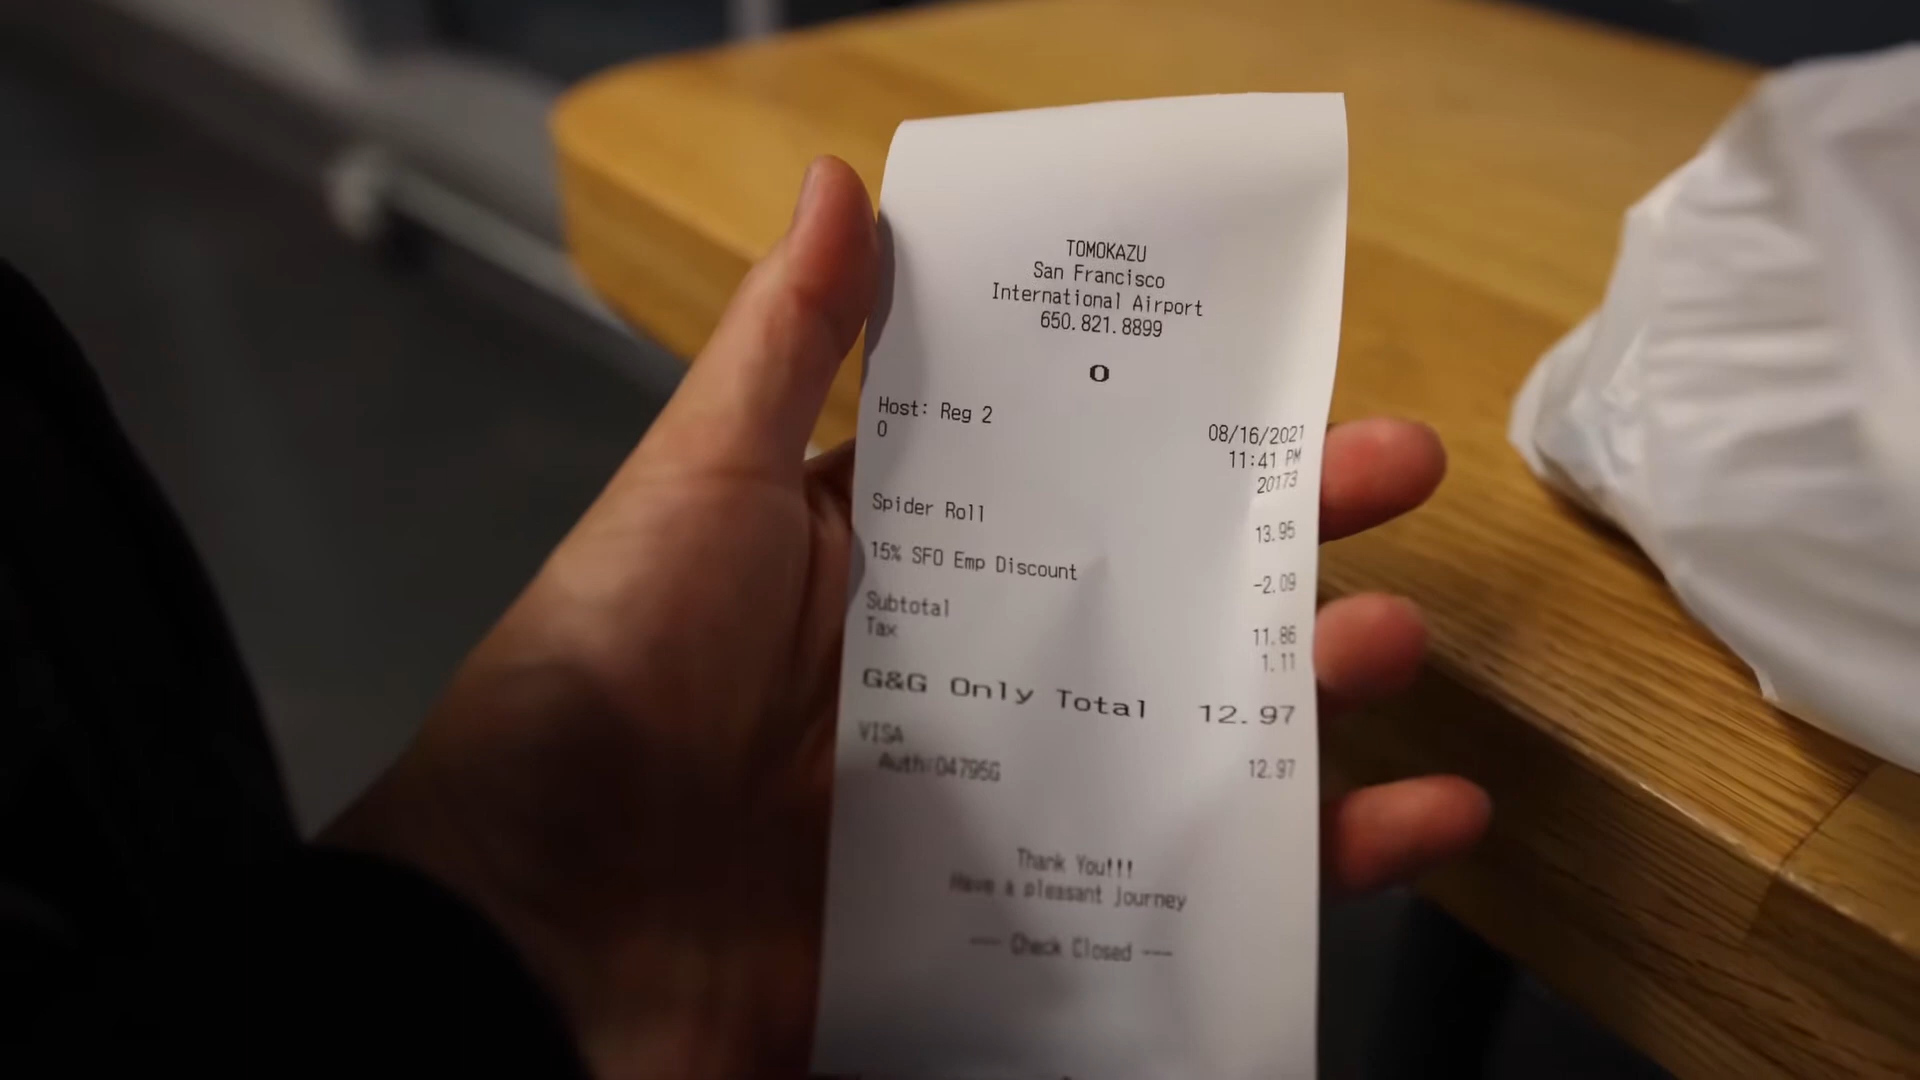 TOMOKAZU
San Francisco
International Airport
650.821.8899
0
Host: Reg 2 08/16/2021
0 11:41 PM
20173
Spider Roll 13.95
15% SFO Emp Discount -2.09
Subtotal 11.86
Tax 1.11
G&G Only Total 12.97
VISA 12.97
Auth:04795G
Thank You!!!
Have a pleasant journey
--- Check Closed ---